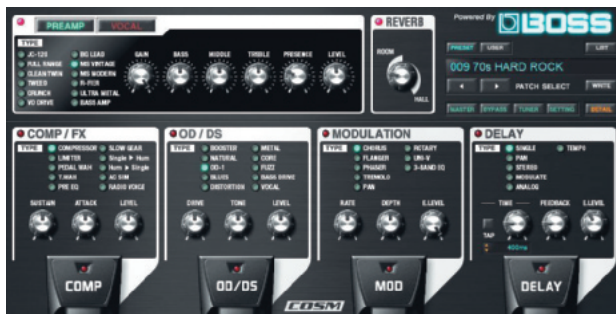 PREAMP VOCAL
TYPE
JC-120
FULL RANGE
CLEAN TWIN
TWEED
CRUNCH
VO DRIVE
BG LEAD
MS VINTAGE
MS MODERN
R-FIER
ULTRA METAL
BASS AMP
GAIN BASS MIDDLE TREBLE PRESENCE LEVEL
REVERB
ROOM
HALL
Powered By BOSS
PRESET USER LIST
009 70s HARD ROCK
PATCH SELECT WRITE
MASTER BYPASS TUNER SETTING DETAIL
COMP/FX
TYPE
COMPRESSOR
LIMITER
PEDAL WAH
T.WAH
PRE EQ
SLOW GEAR
Single ▸ Hum
Hum ▸ Single
AC SIM
RADIO VOICE
SUSTAIN ATTACK LEVEL
COMP
OD/DS
TYPE
BOOSTER
NATURAL
OD-1
BLUES
DISTORTION
METAL
CORE
FUZZ
BASS DRIVE
VOCAL
DRIVE TONE LEVEL
OD/DS
MODULATION
TYPE
CHORUS
FLANGER
PHASER
TREMOLO
PAN
ROTARY
UNI-V
3-BAND EQ
RATE DEPTH E.LEVEL
MOD
DELAY
TYPE
SINGLE
PAN
STEREO
MODULATE
ANALOG
TEMPO
TIME FEEDBACK E.LEVEL
TAP
400ms
DELAY
COSM